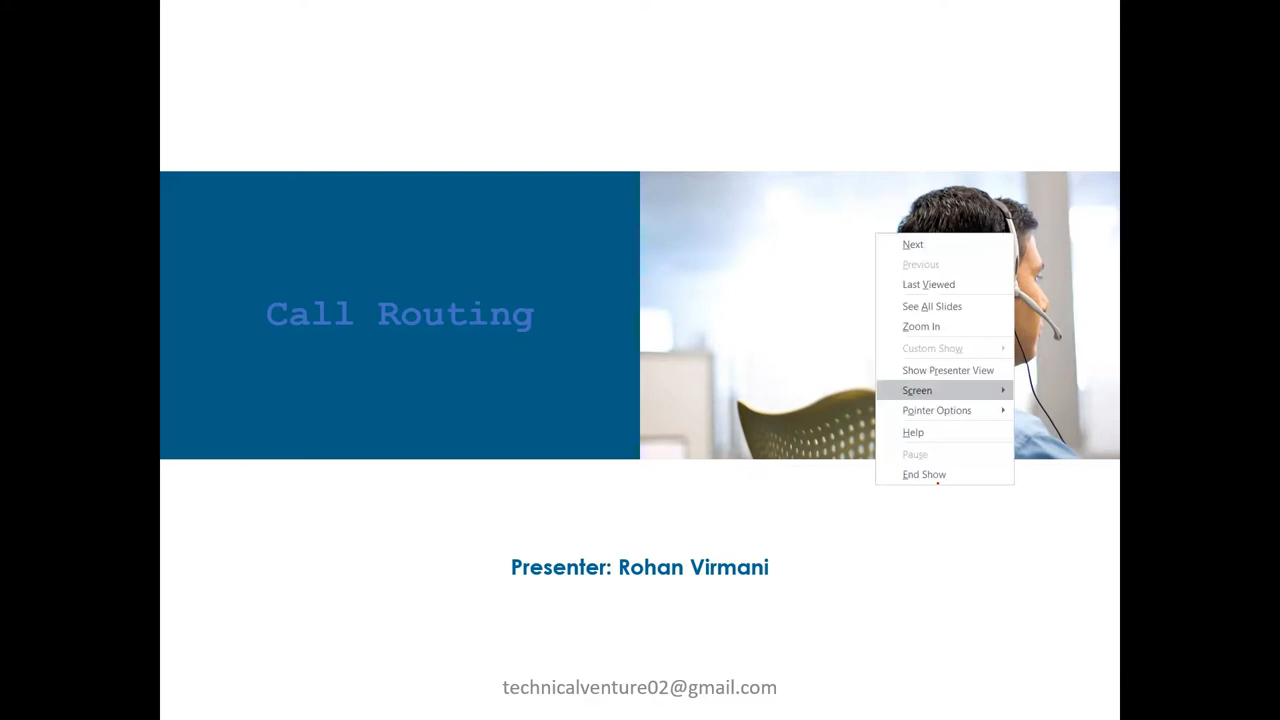 Call Routing
Next
Previous
Last Viewed
See All Slides
Zoom In
Custom Show
Show Presenter View
Screen
Pointer Options
Help
Pause
End Show
Presenter: Rohan Virmani
technicalventure02@gmail.com